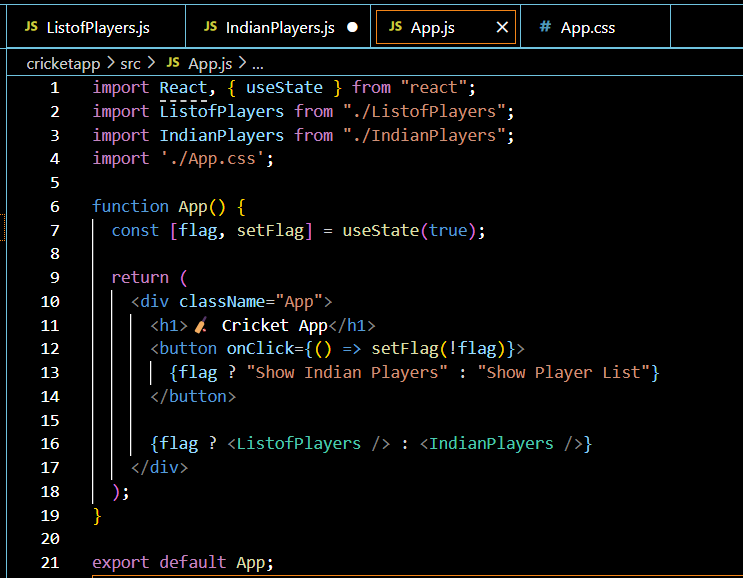 JS ListofPlayers.js JS IndianPlayers.js ● JS App.js × # App.css
cricketapp > src > JS App.js > ...
1 import React, { useState } from "react";
2 import ListofPlayers from "./ListofPlayers";
3 import IndianPlayers from "./IndianPlayers";
4 import './App.css';
5
6 function App() {
7 const [flag, setFlag] = useState(true);
8
9 return (
10 <div className="App">
11 <h1>🏏 Cricket App</h1>
12 <button onClick={() => setFlag(!flag)}>
13 {flag ? "Show Indian Players" : "Show Player List"}
14 </button>
15
16 {flag ? <ListofPlayers /> : <IndianPlayers />}
17 </div>
18 );
19 }
20
21 export default App;